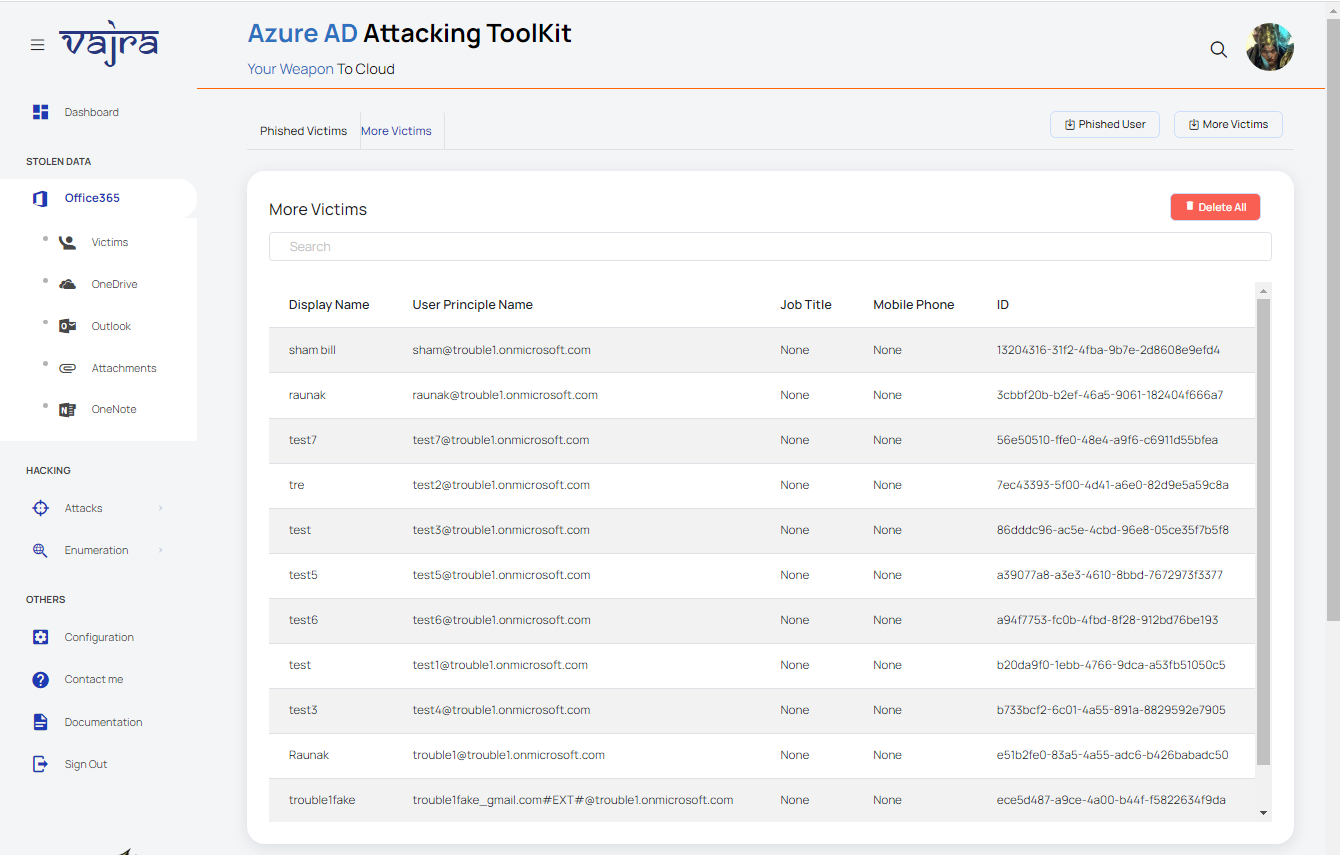 vajra
Azure AD Attacking ToolKit
Your Weapon To Cloud
Dashboard
STOLEN DATA
Office365
Victims
OneDrive
Outlook
Attachments
OneNote
HACKING
Attacks
Enumeration
OTHERS
Configuration
Contact me
Documentation
Sign Out
Phished Victims More Victims
Phished User More Victims
More Victims
Delete All
Search
Display Name User Principle Name Job Title Mobile Phone ID
sham bill sham@trouble1.onmicrosoft.com None None 13204316-31f2-4fba-9b7e-2d8608e9efd4
raunak raunak@trouble1.onmicrosoft.com None None 3cbbf20b-b2ef-46a5-9061-182404f666a7
test7 test7@trouble1.onmicrosoft.com None None 56e50510-ffe0-48e4-a9f6-c6911d55bfea
tre test2@trouble1.onmicrosoft.com None None 7ec43393-5f00-4d41-a6e0-82d9e5a59c8a
test test3@trouble1.onmicrosoft.com None None 86dddc96-ac5e-4cbd-96e8-05ce35f7b5f8
test5 test5@trouble1.onmicrosoft.com None None a39077a8-a3e3-4610-8bbd-7672973f3377
test6 test6@trouble1.onmicrosoft.com None None a94f7753-fc0b-4fbd-8f28-912bd76be193
test test1@trouble1.onmicrosoft.com None None b20da9f0-1ebb-4766-9dca-a53fb51050c5
test3 test4@trouble1.onmicrosoft.com None None b733bcf2-6c01-4a55-891a-8829592e7905
Raunak trouble1@trouble1.onmicrosoft.com None None e51b2fe0-83a5-4a55-adc6-b426babadc50
trouble1fake trouble1fake_gmail.com#EXT#@trouble1.onmicrosoft.com None None ece5d487-a9ce-4a00-b44f-f5822634f9da